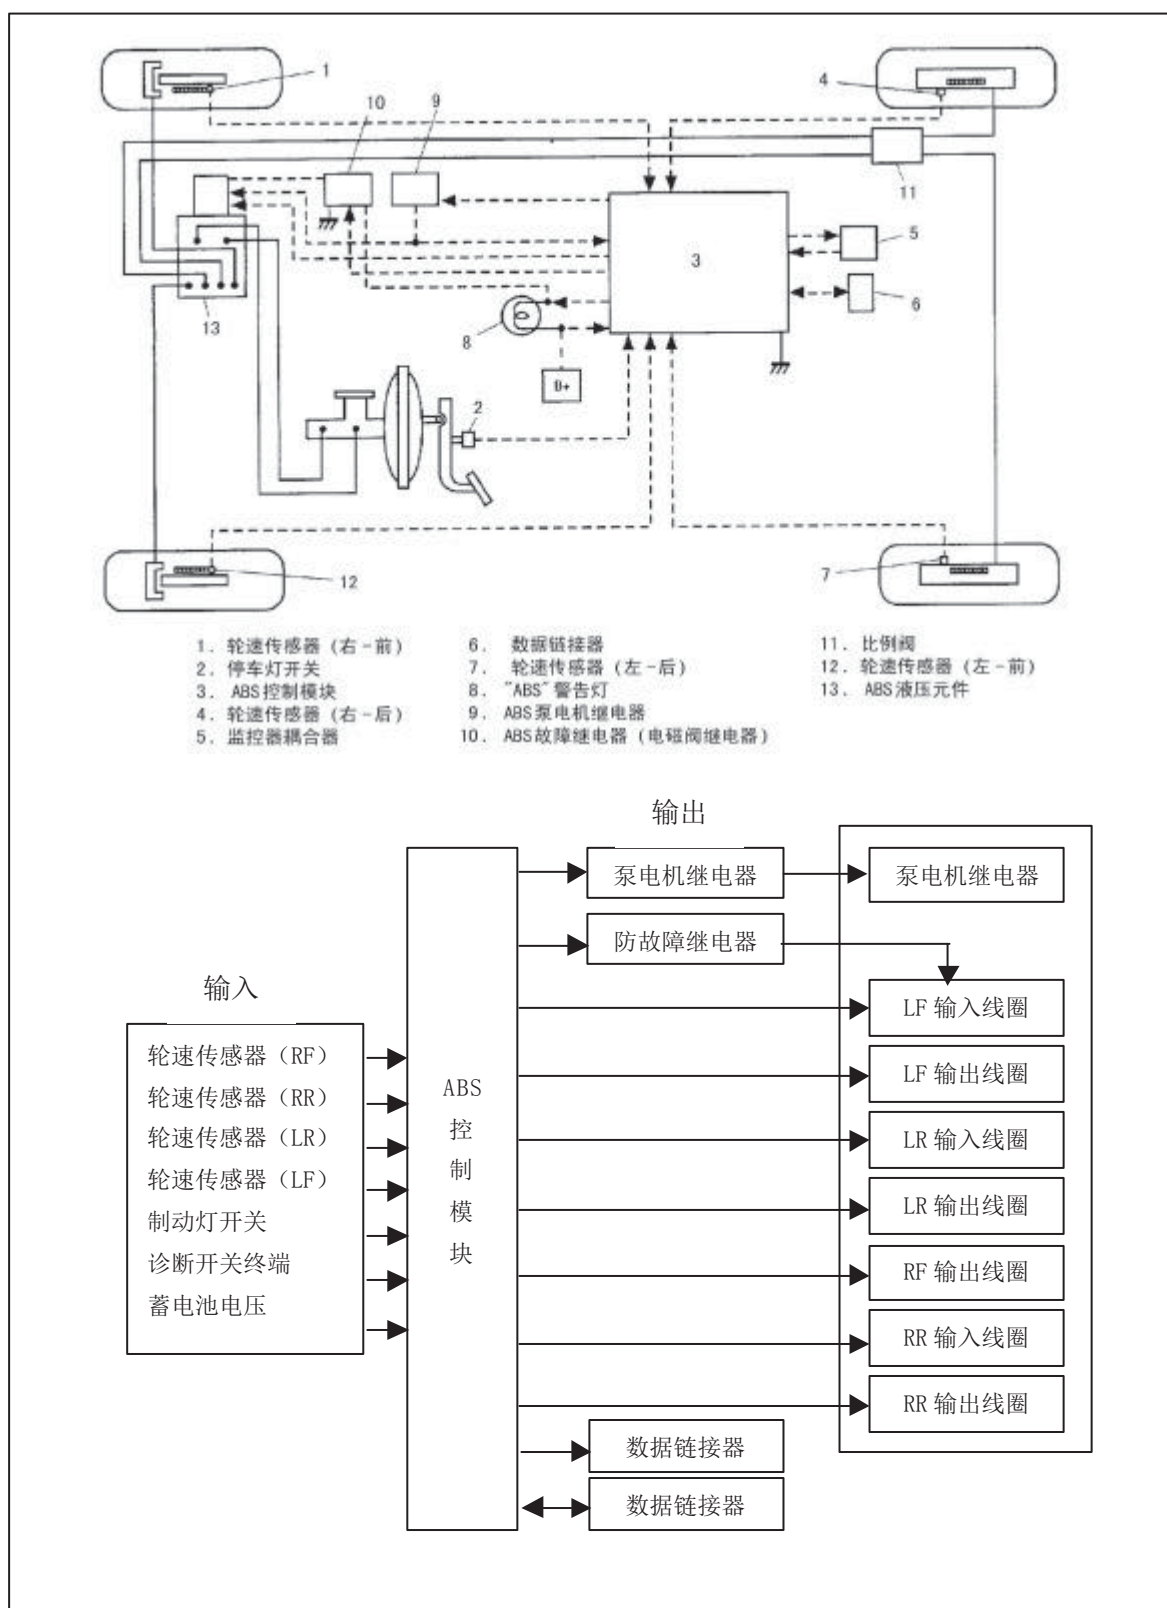 1
4
10
9
11
5
3
6
13
8
B+
2
12
7
1. 轮速传感器 (右-前)
2. 停车灯开关
3. ABS控制模块
4. 轮速传感器 (右-后)
5. 监控器耦合器
6. 数据链接器
7. 轮速传感器 (左-后)
8. "ABS"警告灯
9. ABS泵电机继电器
10. ABS故障继电器 (电磁阀继电器)
11. 比例阀
12. 轮速传感器 (左-前)
13. ABS液压元件
输出
泵电机继电器
泵电机继电器
防故障继电器
输入
轮速传感器（RF）
轮速传感器（RR）
轮速传感器（LR）
轮速传感器（LF）
制动灯开关
诊断开关终端
蓄电池电压
ABS
控
制
模
块
LF 输入线圈
LF 输出线圈
LR 输入线圈
LR 输出线圈
RF 输出线圈
RR 输入线圈
RR 输出线圈
数据链接器
数据链接器